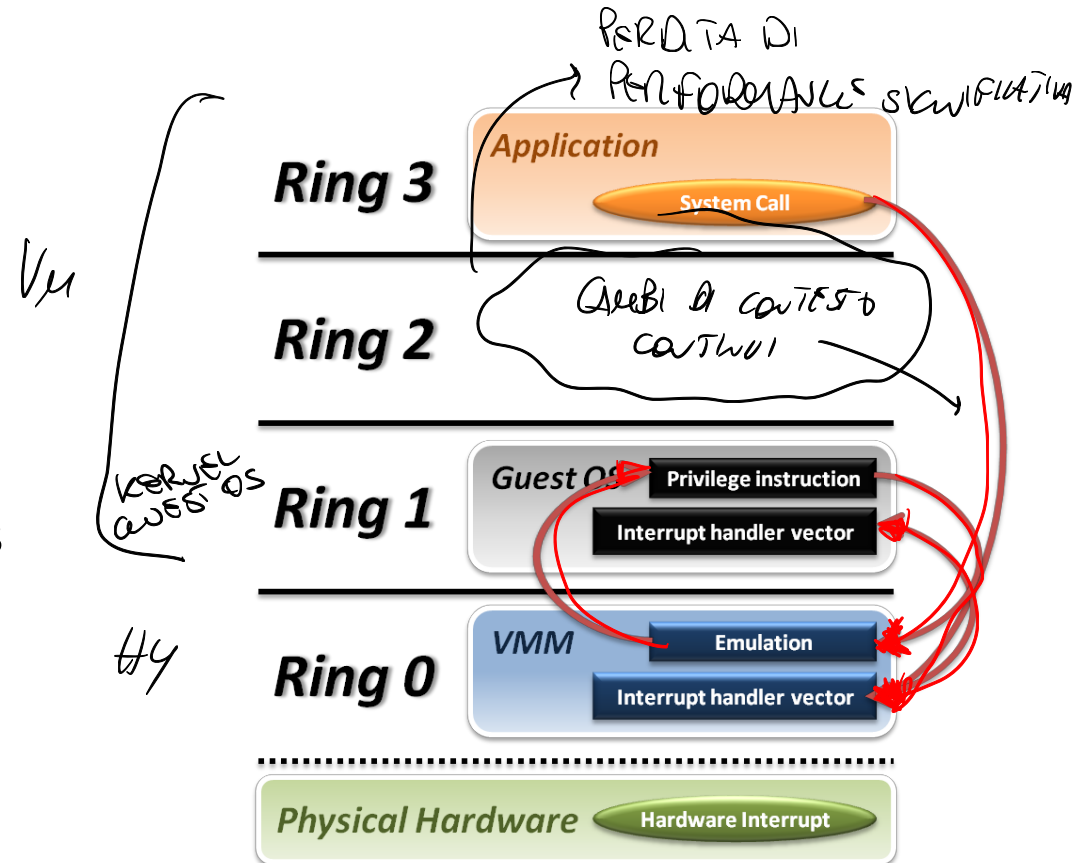 PERDITA DI
PERFORMANCE SIGNIFICATIVA
Application
Ring 3
System Call
VM
CAMBI DI CONTESTO
CONTINUI
Ring 2
KERNEL
GUEST OS
Guest OS
Privilege instruction
Ring 1
Interrupt handler vector
HY
VMM
Emulation
Ring 0
Interrupt handler vector
Physical Hardware
Hardware Interrupt